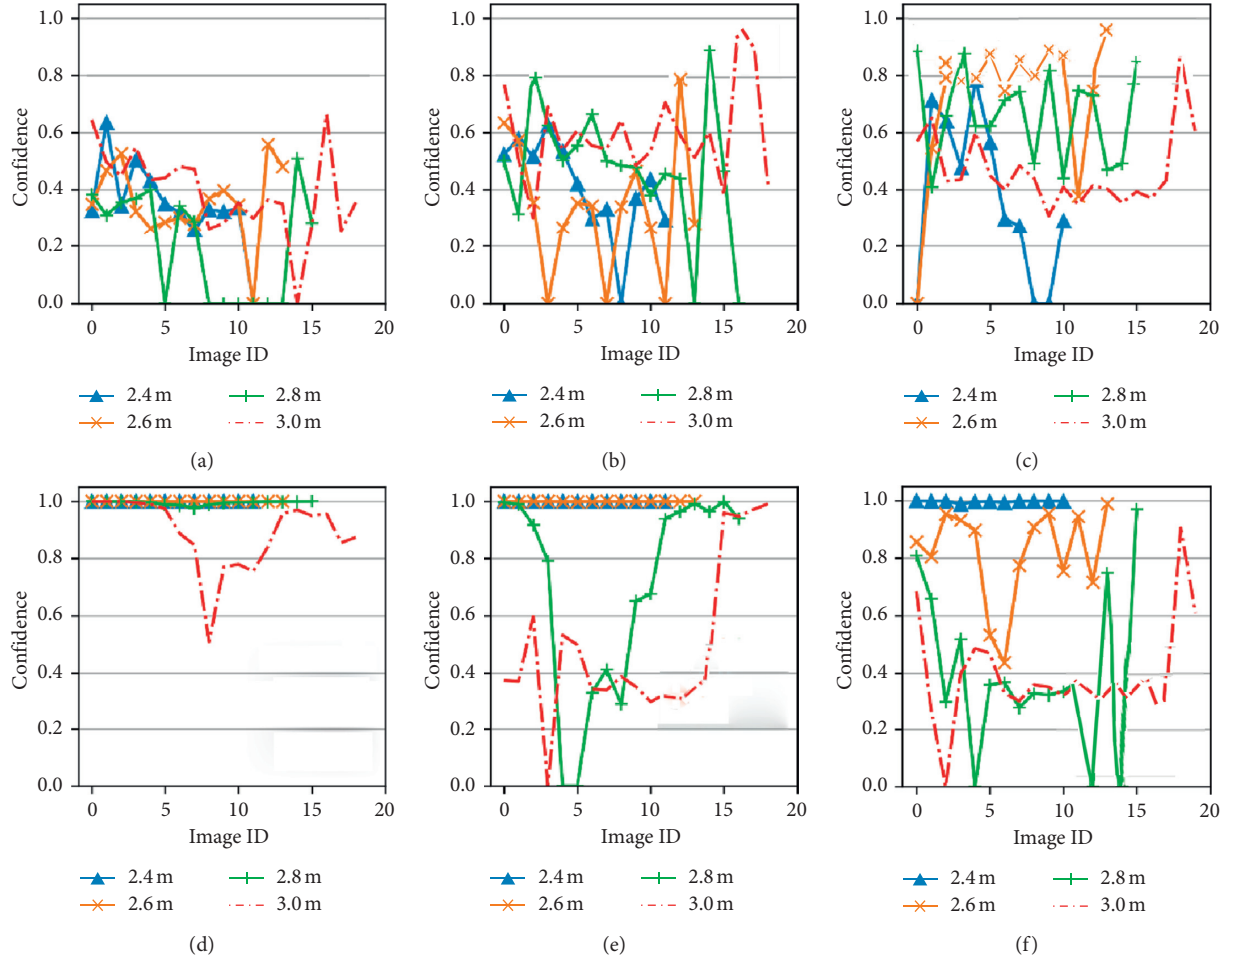 1.0 1.0 1.0
0.8 0.8 0.8
0.6 0.6 0.6
Confidence Confidence Confidence
0.4 0.4 0.4
0.2 0.2 0.2
0.0 0.0 0.0
0 5 10 15 20 0 5 10 15 20 0 5 10 15 20
Image ID Image ID Image ID
2.4 m 2.8 m 2.4 m 2.8 m 2.4 m 2.8 m
2.6 m 3.0 m 2.6 m 3.0 m 2.6 m 3.0 m
(a) (b) (c)
1.0 1.0 1.0
0.8 0.8 0.8
0.6 0.6 0.6
Confidence Confidence Confidence
0.4 0.4 0.4
0.2 0.2 0.2
0.0 0.0 0.0
0 5 10 15 20 0 5 10 15 20 0 5 10 15 20
Image ID Image ID Image ID
2.4 m 2.8 m 2.4 m 2.8 m 2.4 m 2.8 m
2.6 m 3.0 m 2.6 m 3.0 m 2.6 m 3.0 m
(d) (e) (f)